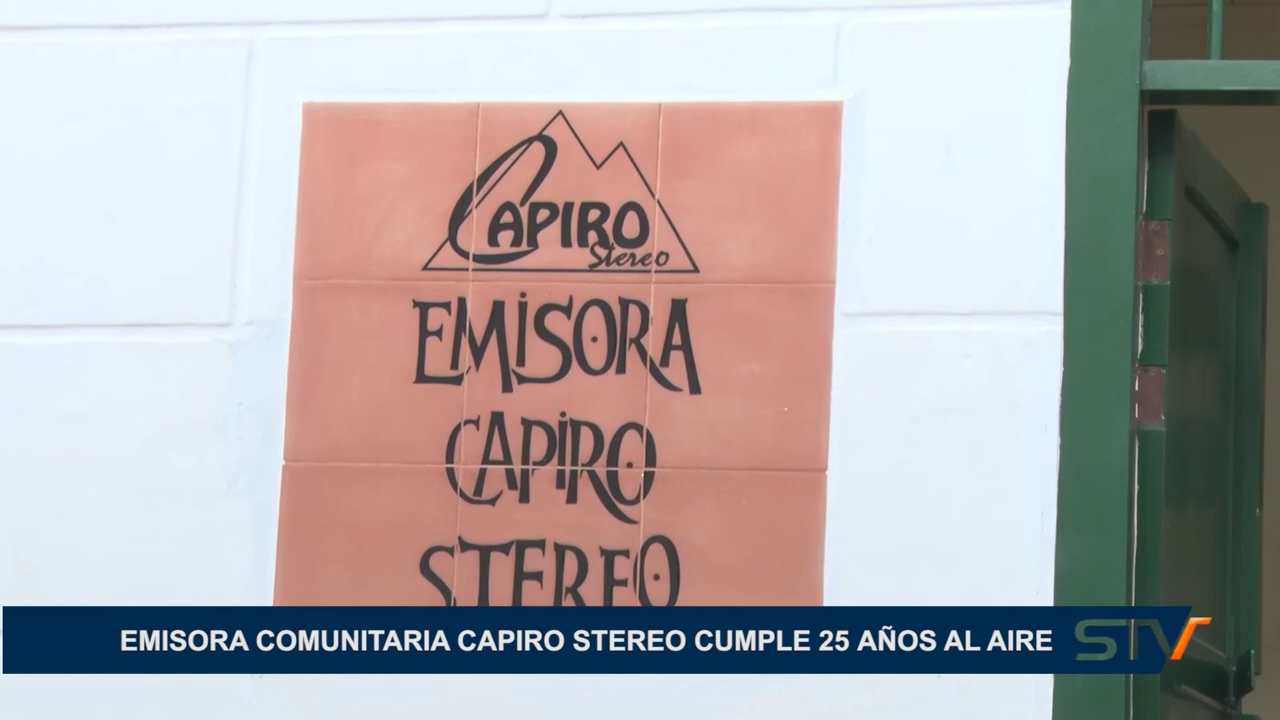 CAPIRO
Stereo
EMISORA
CAPIRO
STEREO
EMISORA COMUNITARIA CAPIRO STEREO CUMPLE 25 AÑOS AL AIRE
STV